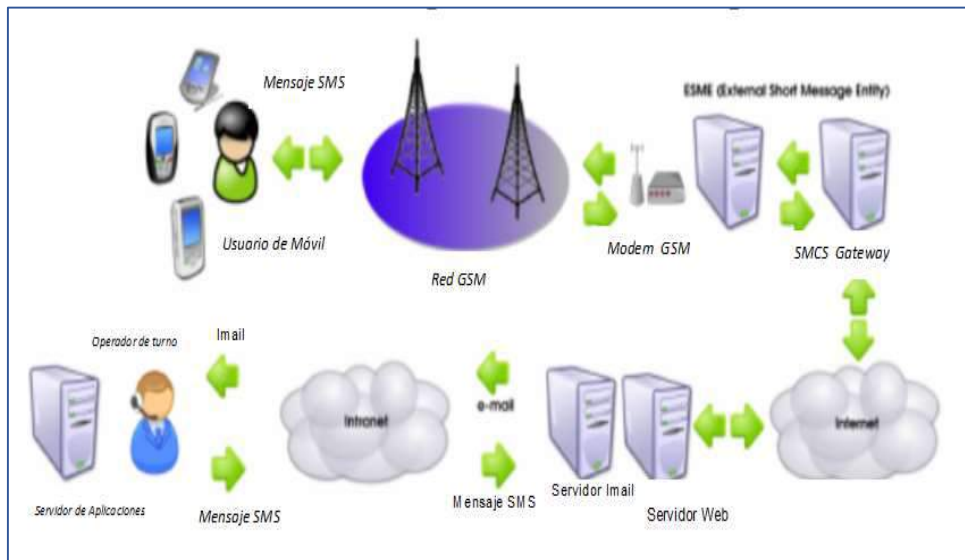 Mensaje SMS
ESME (External Short Message Entity)
Usuario de Móvil
Modem GSM
SMCS Gateway
Red GSM
Operador de turno
Imail
Intranet
e-mail
Internet
Servidor de Aplicaciones
Mensaje SMS
Mensaje SMS
Servidor Imail
Servidor Web